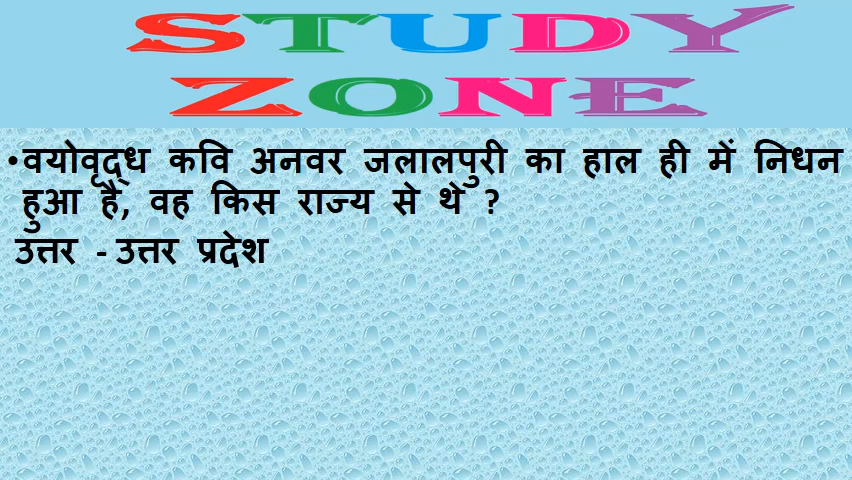 STUDY
ZONE
•वयोवृद्ध कवि अनवर जलालपुरी का हाल ही में निधन
हुआ है, वह किस राज्य से थे ?
उत्तर - उत्तर प्रदेश